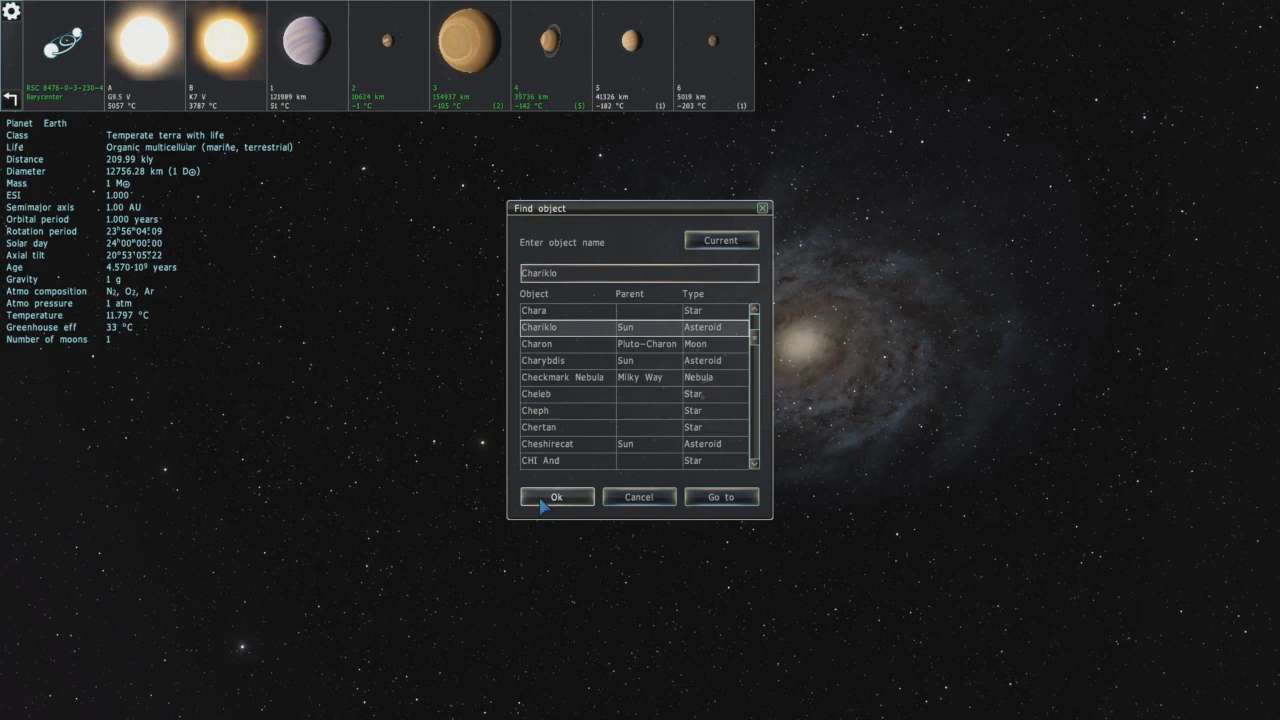 RSC 8476-0-3-230-4
Barycenter
A
G9.5 V
5057 °C
B
K7 V
3787 °C
1
121989 km
51 °C
2
10624 km
-1 °C
3
154937 km
-105 °C (2)
4
39736 km
-142 °C (5)
5
41326 km
-182 °C (1)
6
5019 km
-203 °C (1)
Planet Earth
Class Temperate terra with life
Life Organic multicellular (marine, terrestrial)
Distance 209.99 kly
Diameter 12756.28 km (1 D⊕)
Mass 1 M⊕
ESI 1.000
Semimajor axis 1.00 AU
Orbital period 1.000 years
Rotation period 23ʰ56ᵐ04ˢ.09
Solar day 24ʰ00ᵐ00ˢ.00
Axial tilt 20°53'05".22
Age 4.570·10⁹ years
Gravity 1 g
Atmo composition N₂, O₂, Ar
Atmo pressure 1 atm
Temperature 11.797 °C
Greenhouse eff 33 °C
Number of moons 1
Find object
Enter object name
Current
Chariklo
Object Parent Type
Chara Star
Chariklo Sun Asteroid
Charon Pluto-Charon Moon
Charybdis Sun Asteroid
Checkmark Nebula Milky Way Nebula
Cheleb Star
Cheph Star
Chertan Star
Cheshirecat Sun Asteroid
CHI And Star
Ok
Cancel
Go to